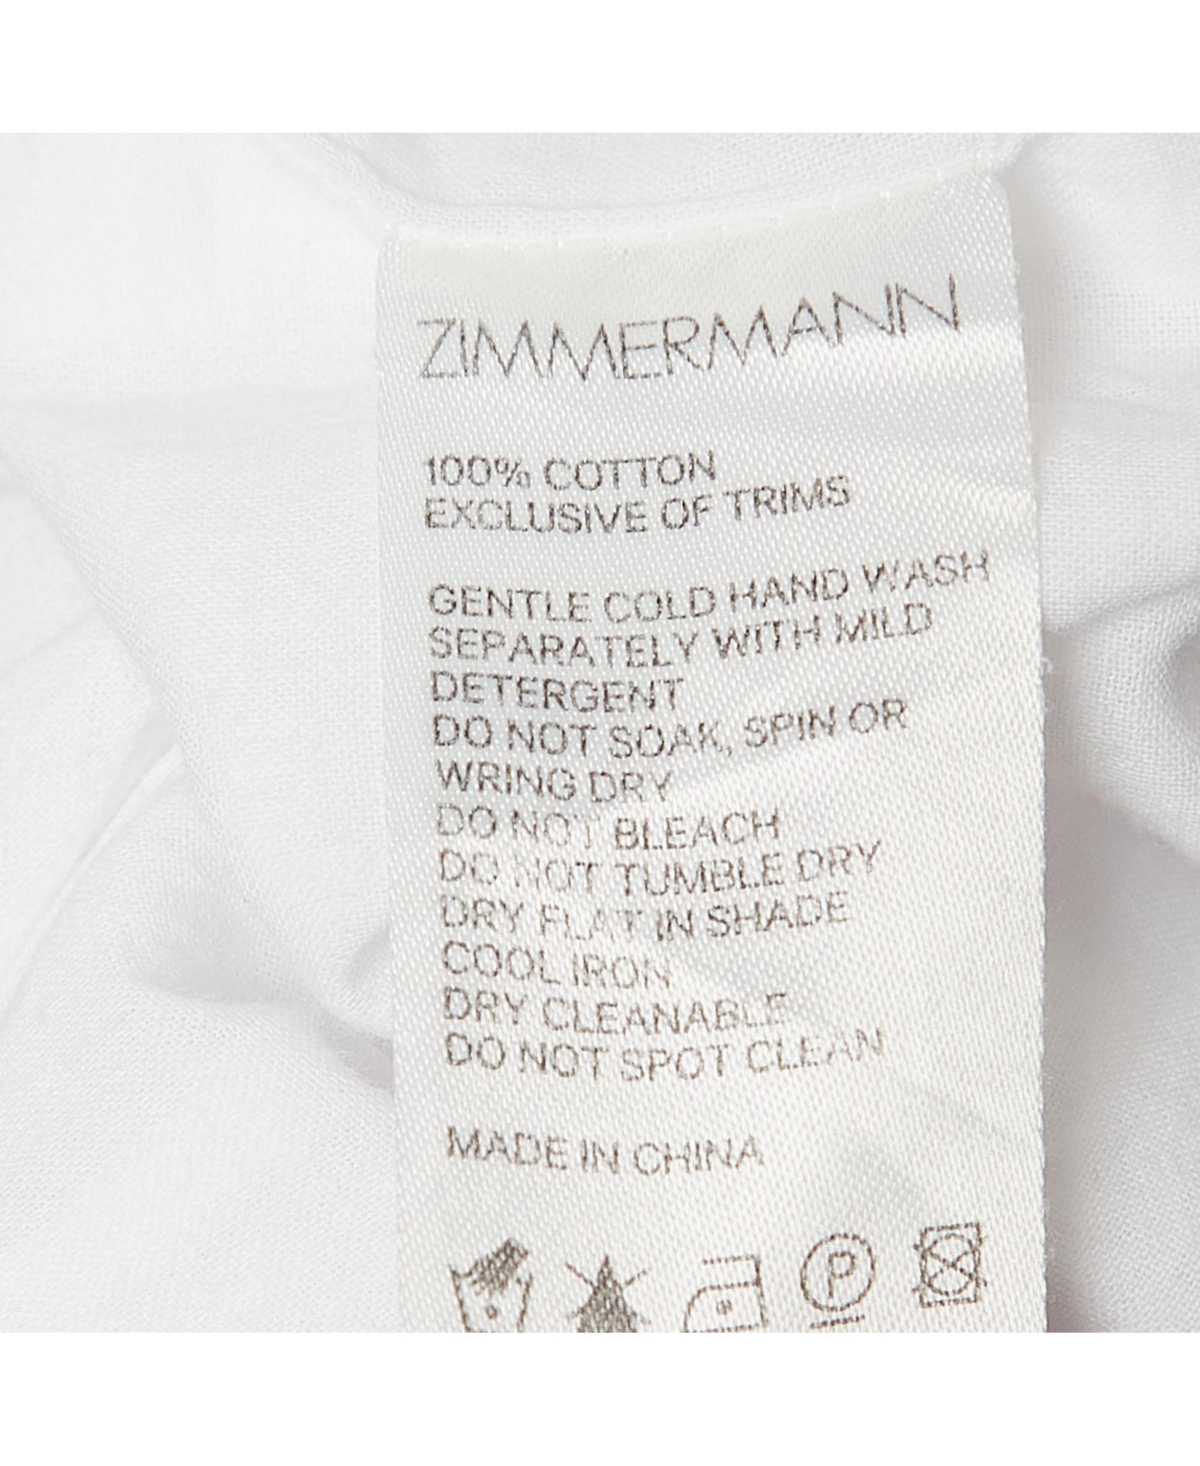 ZIMMERMANN
100% COTTON
EXCLUSIVE OF TRIMS
GENTLE COLD HAND WASH
SEPARATELY WITH MILD
DETERGENT
DO NOT SOAK, SPIN OR
WRING DRY
DO NOT BLEACH
DO NOT TUMBLE DRY
DRY FLAT IN SHADE
COOL IRON
DRY CLEANABLE
DO NOT SPOT CLEAN
MADE IN CHINA
P